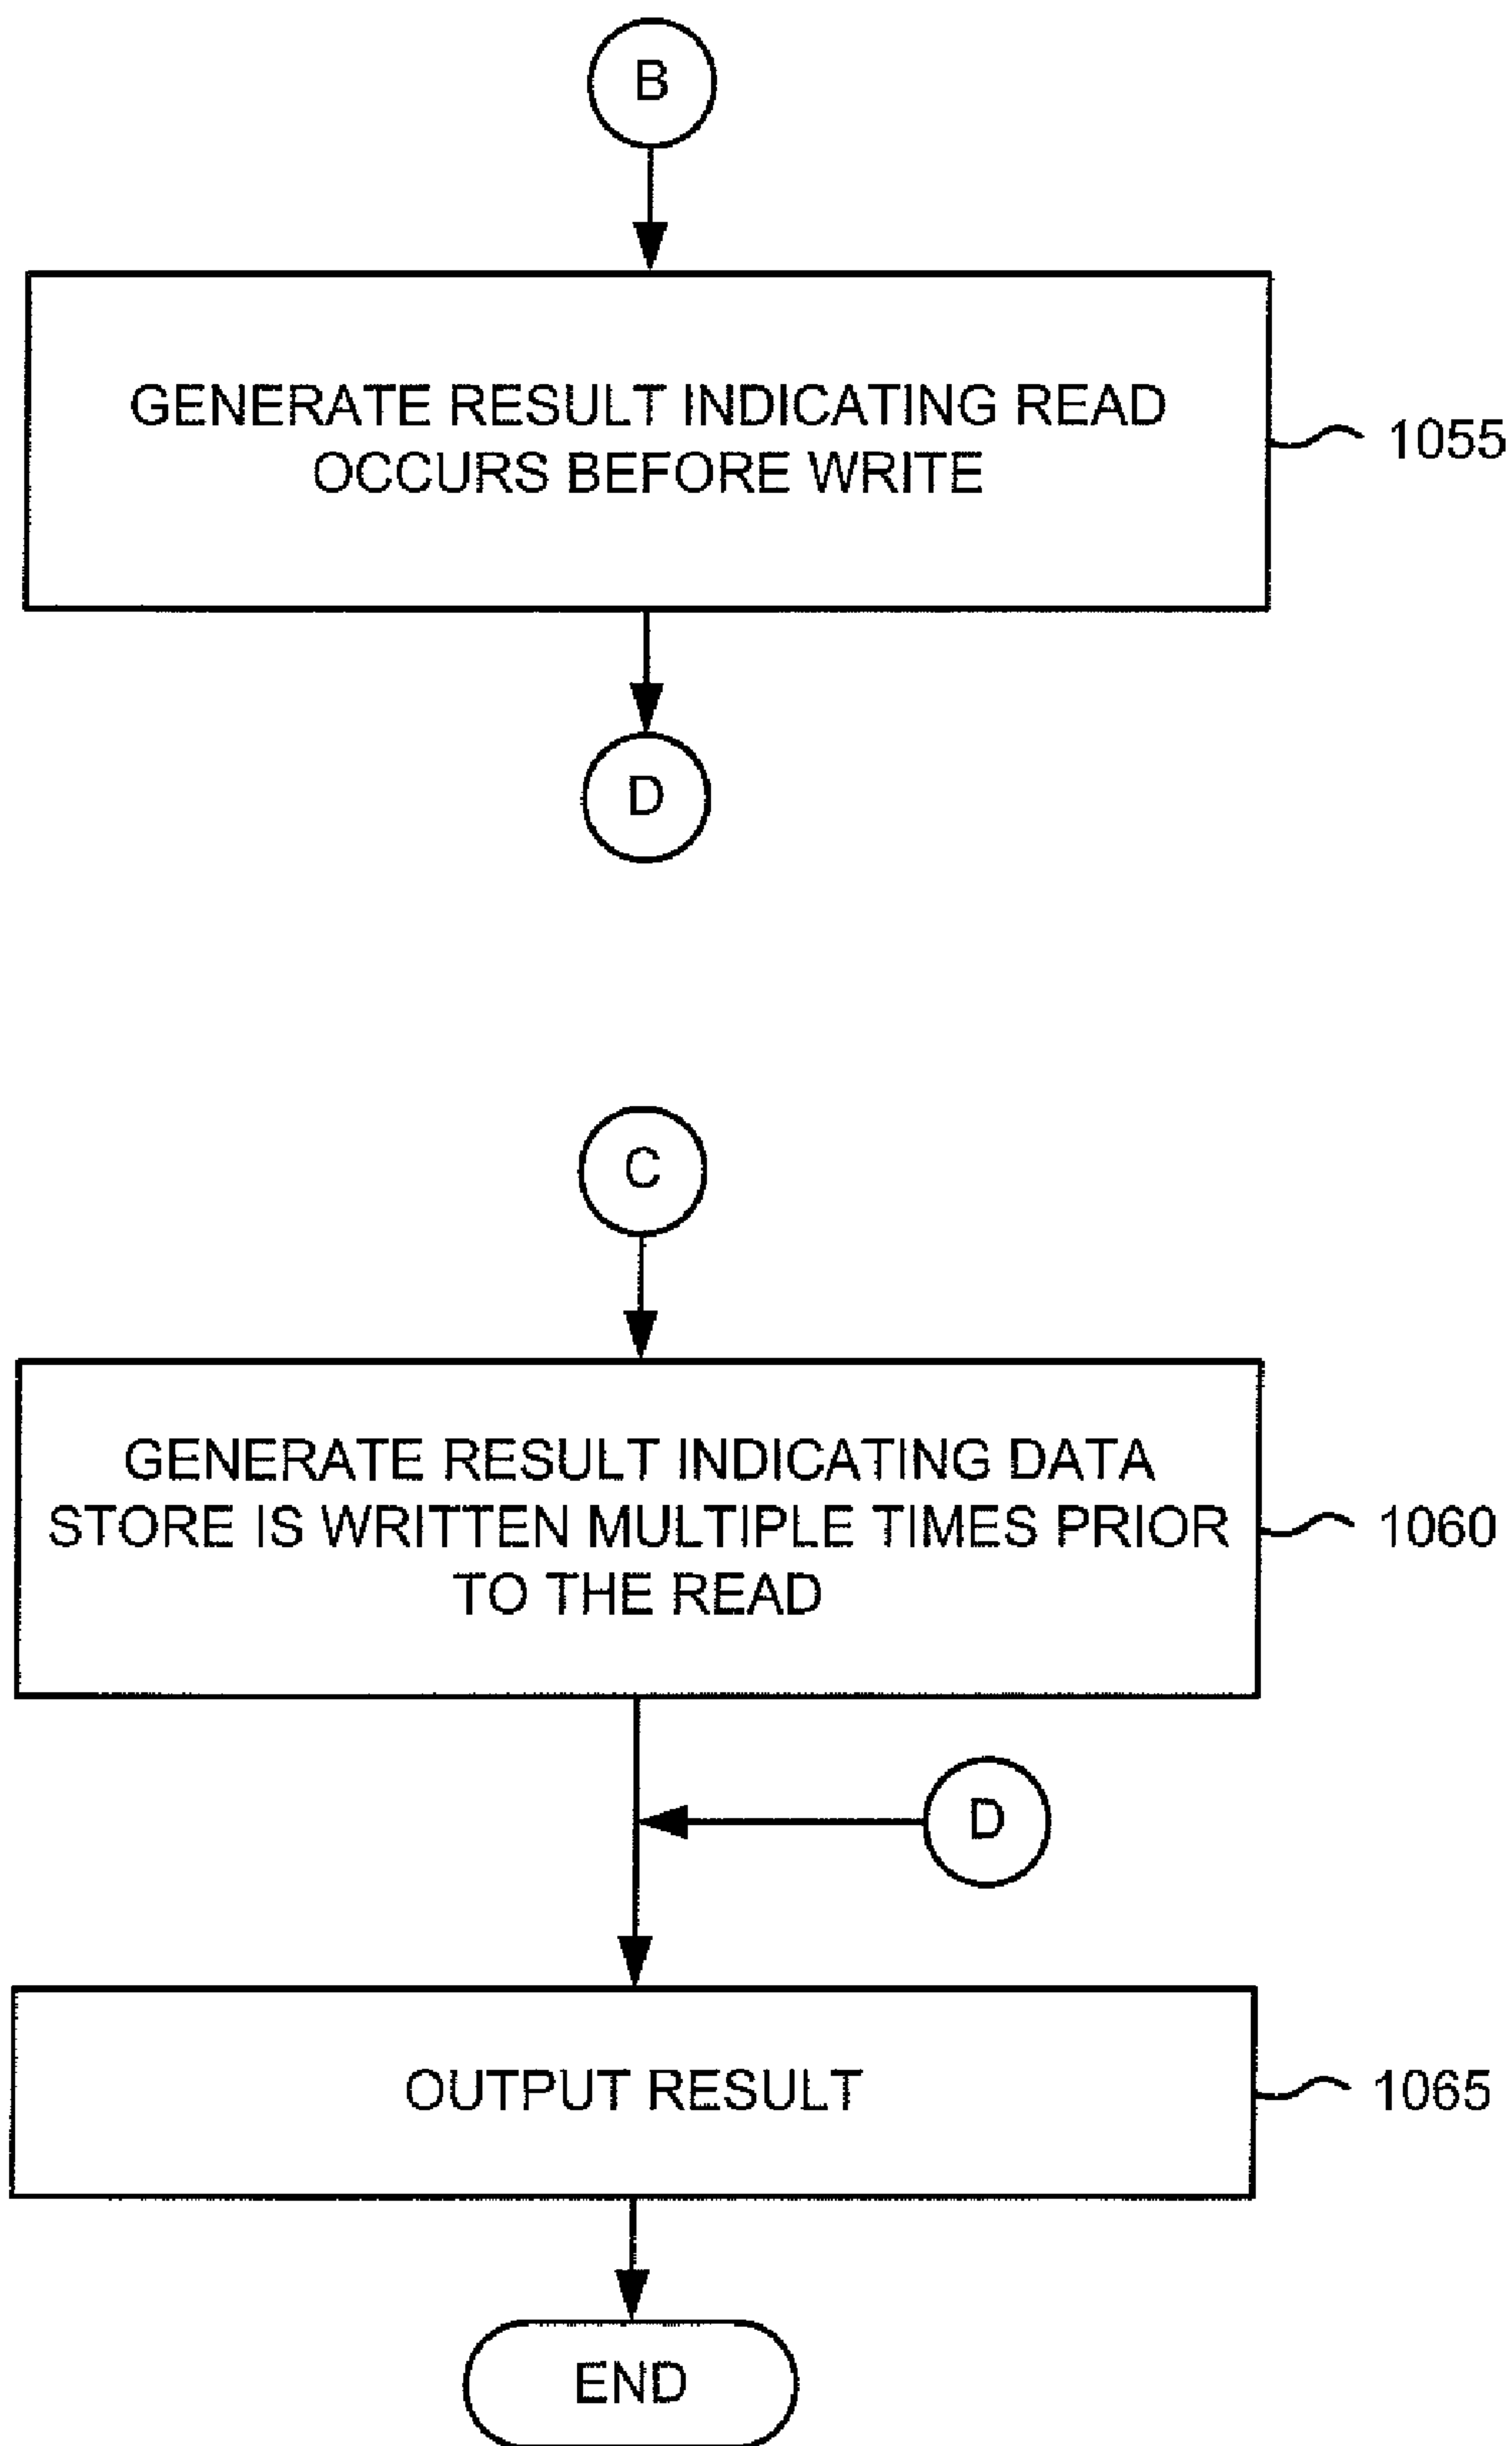 B
GENERATE RESULT INDICATING READ
OCCURS BEFORE WRITE
1055
D
C
GENERATE RESULT INDICATING DATA
STORE IS WRITTEN MULTIPLE TIMES PRIOR
TO THE READ
1060
D
OUTPUT RESULT
1065
END